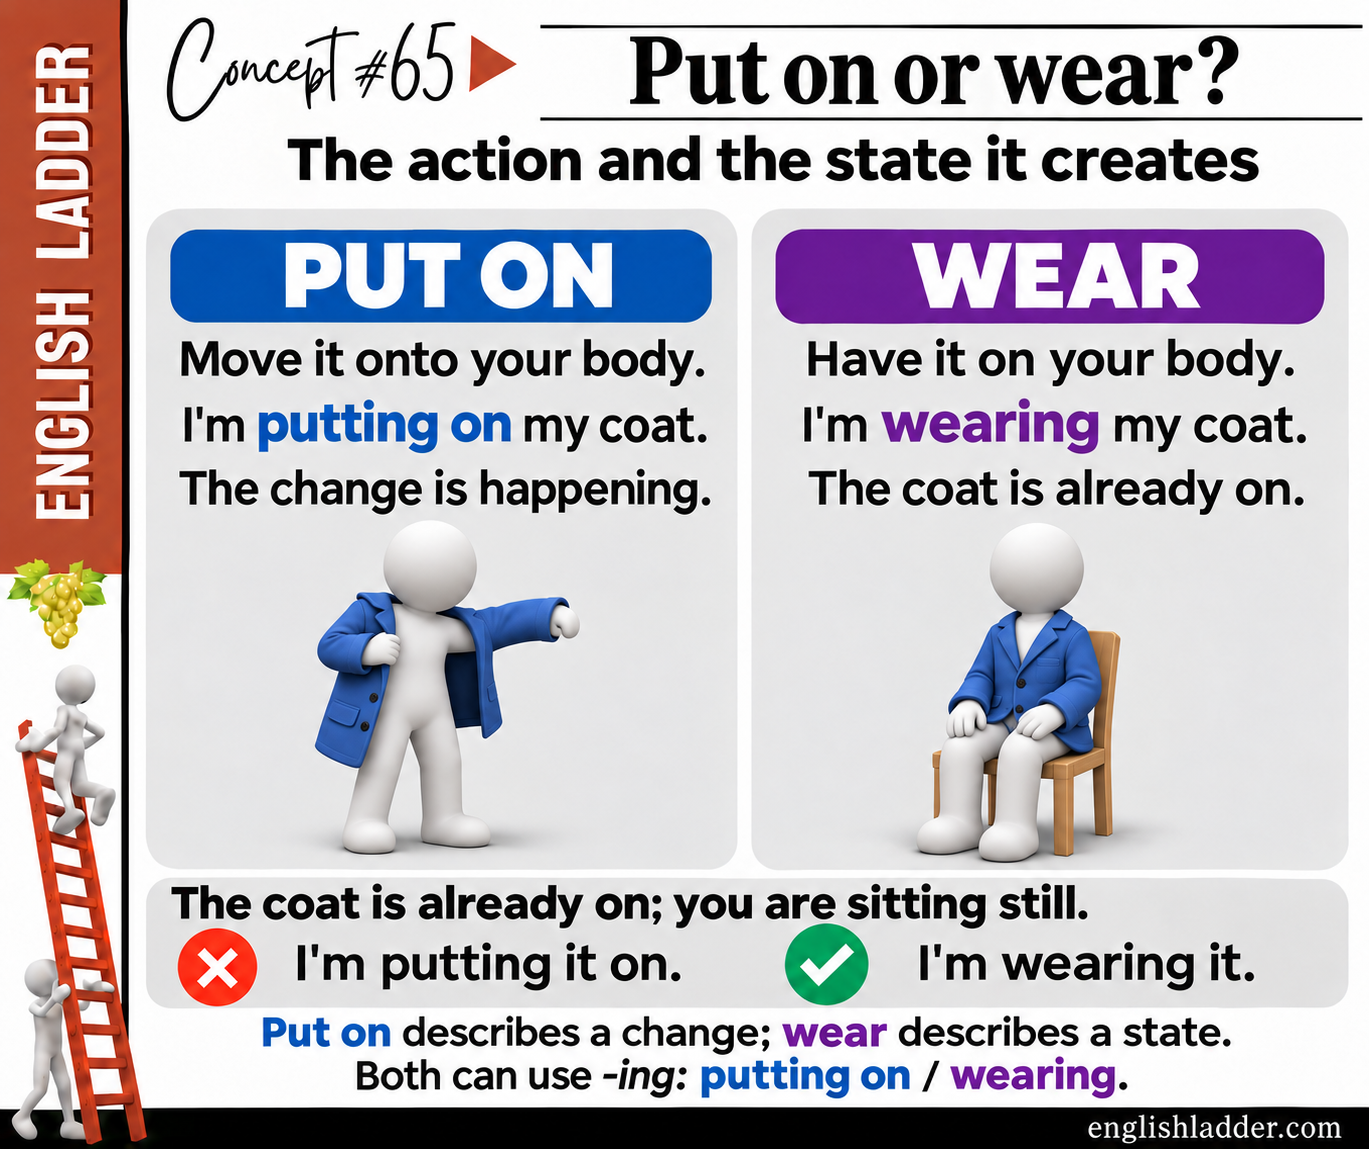 ENGLISH LADDER
Concept #65
Put on or wear?
The action and the state it creates
PUT ON
Move it onto your body.
I'm putting on my coat.
The change is happening.
WEAR
Have it on your body.
I'm wearing my coat.
The coat is already on.
The coat is already on; you are sitting still.
I'm putting it on.
I'm wearing it.
Put on describes a change; wear describes a state.
Both can use -ing: putting on / wearing.
englishladder.com